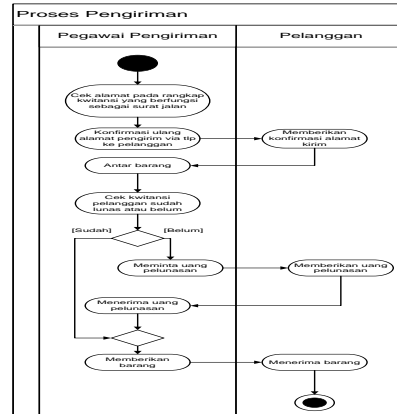 Proses Pengiriman
Pegawai Pengiriman
Pelanggan
Cek alamat pada rangkap
kwitansi yang berfungsi
sebagai surat jalan
Konfirmasi ulang
alamat pengirim via tlp
ke pelanggan
Memberikan
konfirmasi alamat
kirim
Antar barang
Cek kwitansi
pelanggan sudah
lunas atau belum
[Sudah]
[Belum]
Meminta uang
pelunasan
Memberikan uang
pelunasan
Menerima uang
pelunasan
Memberikan
barang
Menerima barang